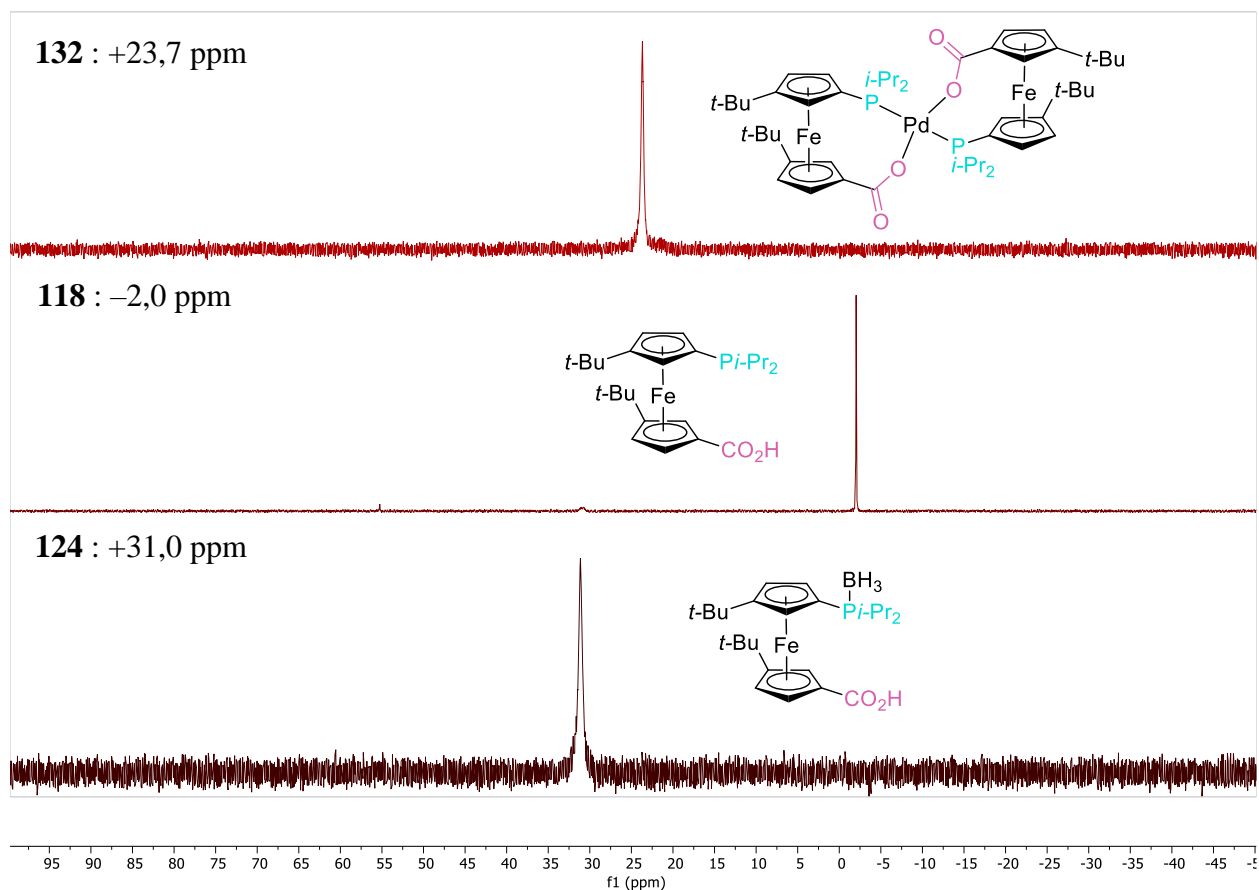 132 : +23,7 ppm
O
t-Bu
i-Pr2
t-Bu
P
O
Fe
t-Bu
Pd
t-Bu
Fe
P
i-Pr2
O
O
118 : –2,0 ppm
t-Bu
Pi-Pr2
t-Bu
Fe
CO2H
124 : +31,0 ppm
BH3
t-Bu
Pi-Pr2
t-Bu
Fe
CO2H
95 90 85 80 75 70 65 60 55 50 45 40 35 30 25 20 15 10 5 0 -5 -10 -15 -20 -25 -30 -35 -40 -45 -5
f1 (ppm)